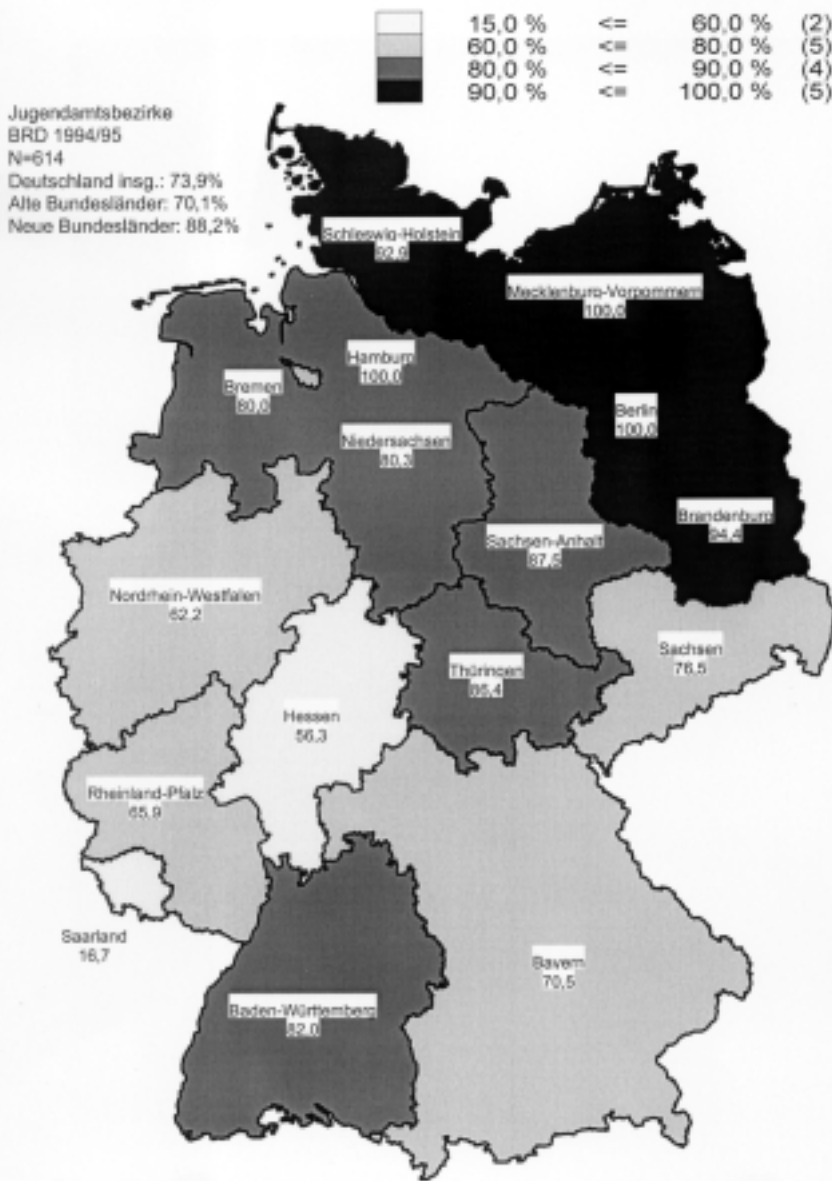 15,0 % <= 60,0 % (2)
60,0 % <= 80,0 % (5)
80,0 % <= 90,0 % (4)
90,0 % <= 100,0 % (5)
Jugendamtsbezirke
BRD 1994/95
N=614
Deutschland insg.: 73,9%
Alte Bundesländer: 70,1%
Neue Bundesländer: 88,2%
Schleswig-Holstein
92,9
Mecklenburg-Vorpommern
100,0
Hamburg
100,0
Bremen
80,0
Berlin
100,0
Niedersachsen
80,3
Brandenburg
94,4
Sachsen-Anhalt
87,5
Nordrhein-Westfalen
62,2
Sachsen
76,5
Thüringen
86,4
Hessen
56,3
Rheinland-Pfalz
65,9
Saarland
16,7
Bayern
70,5
Baden-Württemberg
82,0